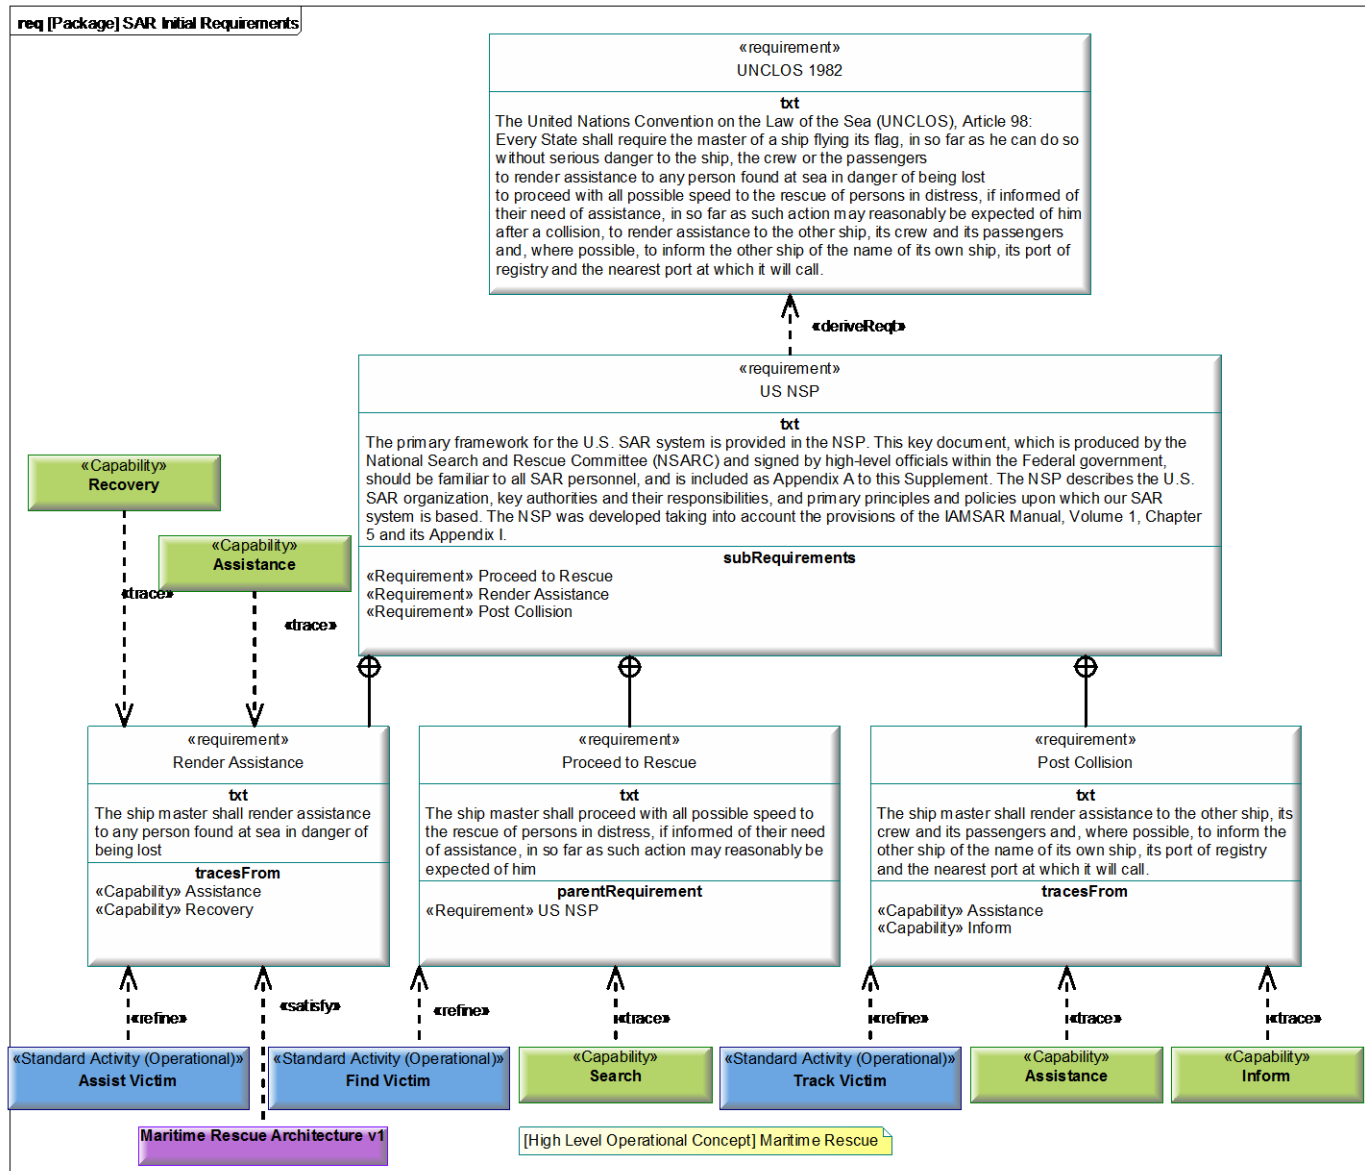 req [Package] SAR Initial Requirements
«requirement»
UNCLOS 1982
txt
The United Nations Convention on the Law of the Sea (UNCLOS), Article 98:
Every State shall require the master of a ship flying its flag, in so far as he can do so
without serious danger to the ship, the crew or the passengers
to render assistance to any person found at sea in danger of being lost
to proceed with all possible speed to the rescue of persons in distress, if informed of
their need of assistance, in so far as such action may reasonably be expected of him
after a collision, to render assistance to the other ship, its crew and its passengers
and, where possible, to inform the other ship of the name of its own ship, its port of
registry and the nearest port at which it will call.
«deriveReqt»
«requirement»
US NSP
txt
The primary framework for the U.S. SAR system is provided in the NSP. This key document, which is produced by the
National Search and Rescue Committee (NSARC) and signed by high-level officials within the Federal government,
should be familiar to all SAR personnel, and is included as Appendix A to this Supplement. The NSP describes the U.S.
SAR organization, key authorities and their responsibilities, and primary principles and policies upon which our SAR
system is based. The NSP was developed taking into account the provisions of the IAMSAR Manual, Volume 1, Chapter
5 and its Appendix I.
subRequirements
«Requirement» Proceed to Rescue
«Requirement» Render Assistance
«Requirement» Post Collision
«Capability»
Recovery
«Capability»
Assistance
«trace»
«trace»
«requirement»
Render Assistance
txt
The ship master shall render assistance
to any person found at sea in danger of
being lost
tracesFrom
«Capability» Assistance
«Capability» Recovery
«requirement»
Proceed to Rescue
txt
The ship master shall proceed with all possible speed to
the rescue of persons in distress, if informed of their need
of assistance, in so far as such action may reasonably be
expected of him
parentRequirement
«Requirement» US NSP
«requirement»
Post Collision
txt
The ship master shall render assistance to the other ship, its
crew and its passengers and, where possible, to inform the
other ship of the name of its own ship, its port of registry
and the nearest port at which it will call.
tracesFrom
«Capability» Assistance
«Capability» Inform
«refine»
«satisfy»
«refine»
«trace»
«refine»
«trace»
«trace»
«Standard Activity (Operational)»
Assist Victim
«Standard Activity (Operational)»
Find Victim
«Capability»
Search
«Standard Activity (Operational)»
Track Victim
«Capability»
Assistance
«Capability»
Inform
Maritime Rescue Architecture v1
[High Level Operational Concept] Maritime Rescue